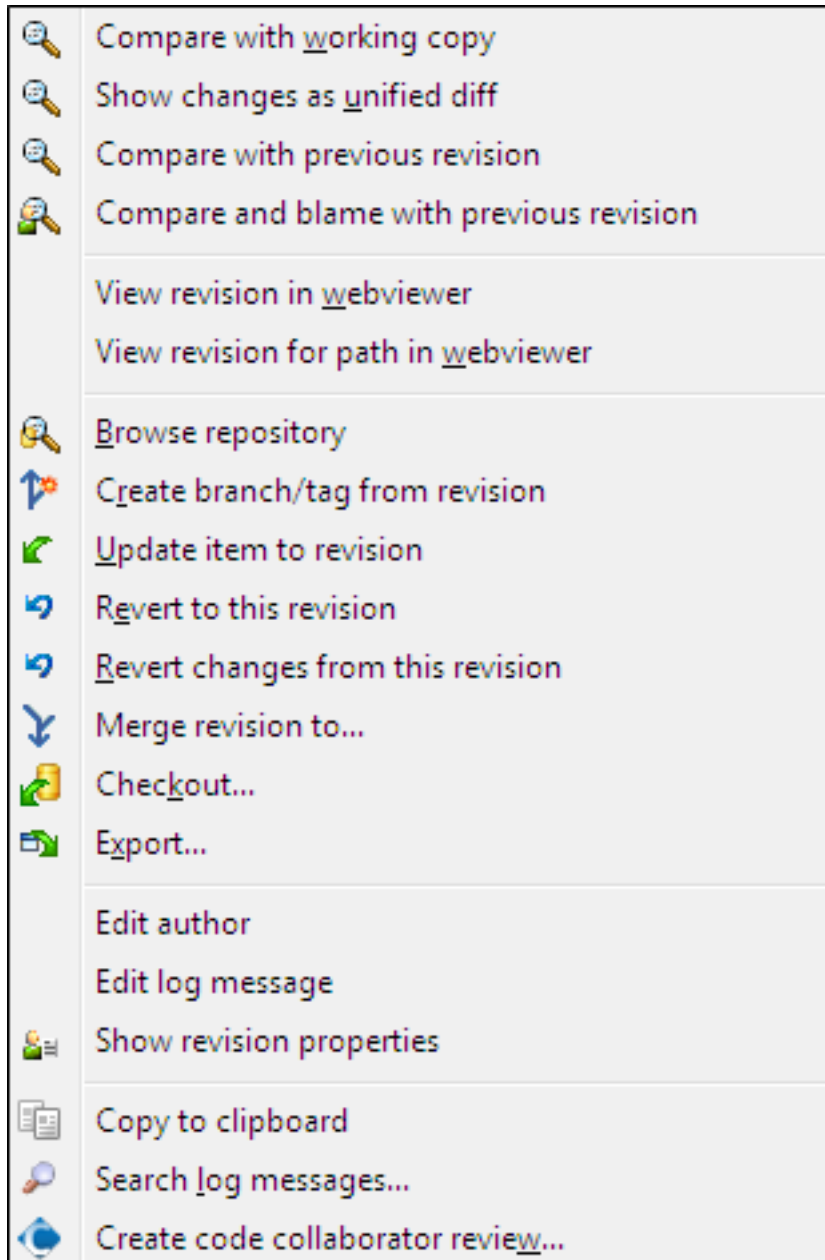 Compare with working copy
Show changes as unified diff
Compare with previous revision
Compare and blame with previous revision
View revision in webviewer
View revision for path in webviewer
Browse repository
Create branch/tag from revision
Update item to revision
Revert to this revision
Revert changes from this revision
Merge revision to...
Checkout...
Export...
Edit author
Edit log message
Show revision properties
Copy to clipboard
Search log messages...
Create code collaborator review...